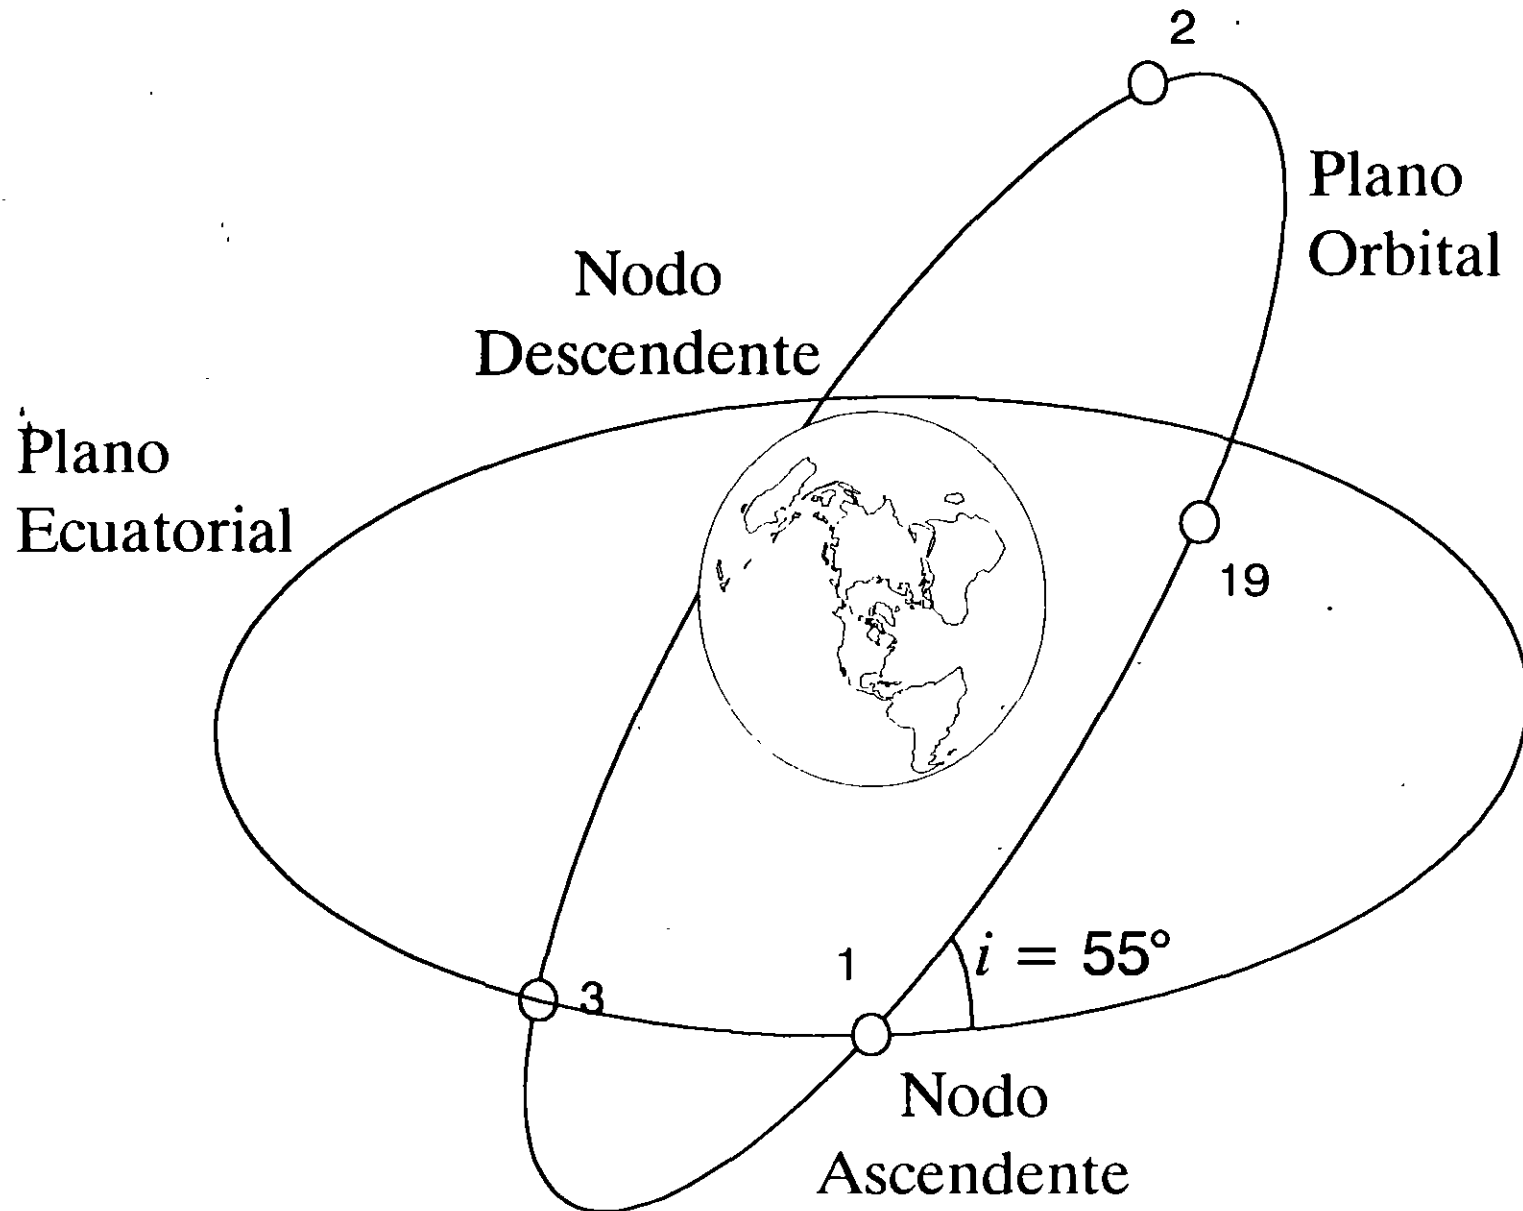 2
Plano
Orbital
Nodo
Descendente
Plano
Ecuatorial
19
1
i = 55°
3
Nodo
Ascendente